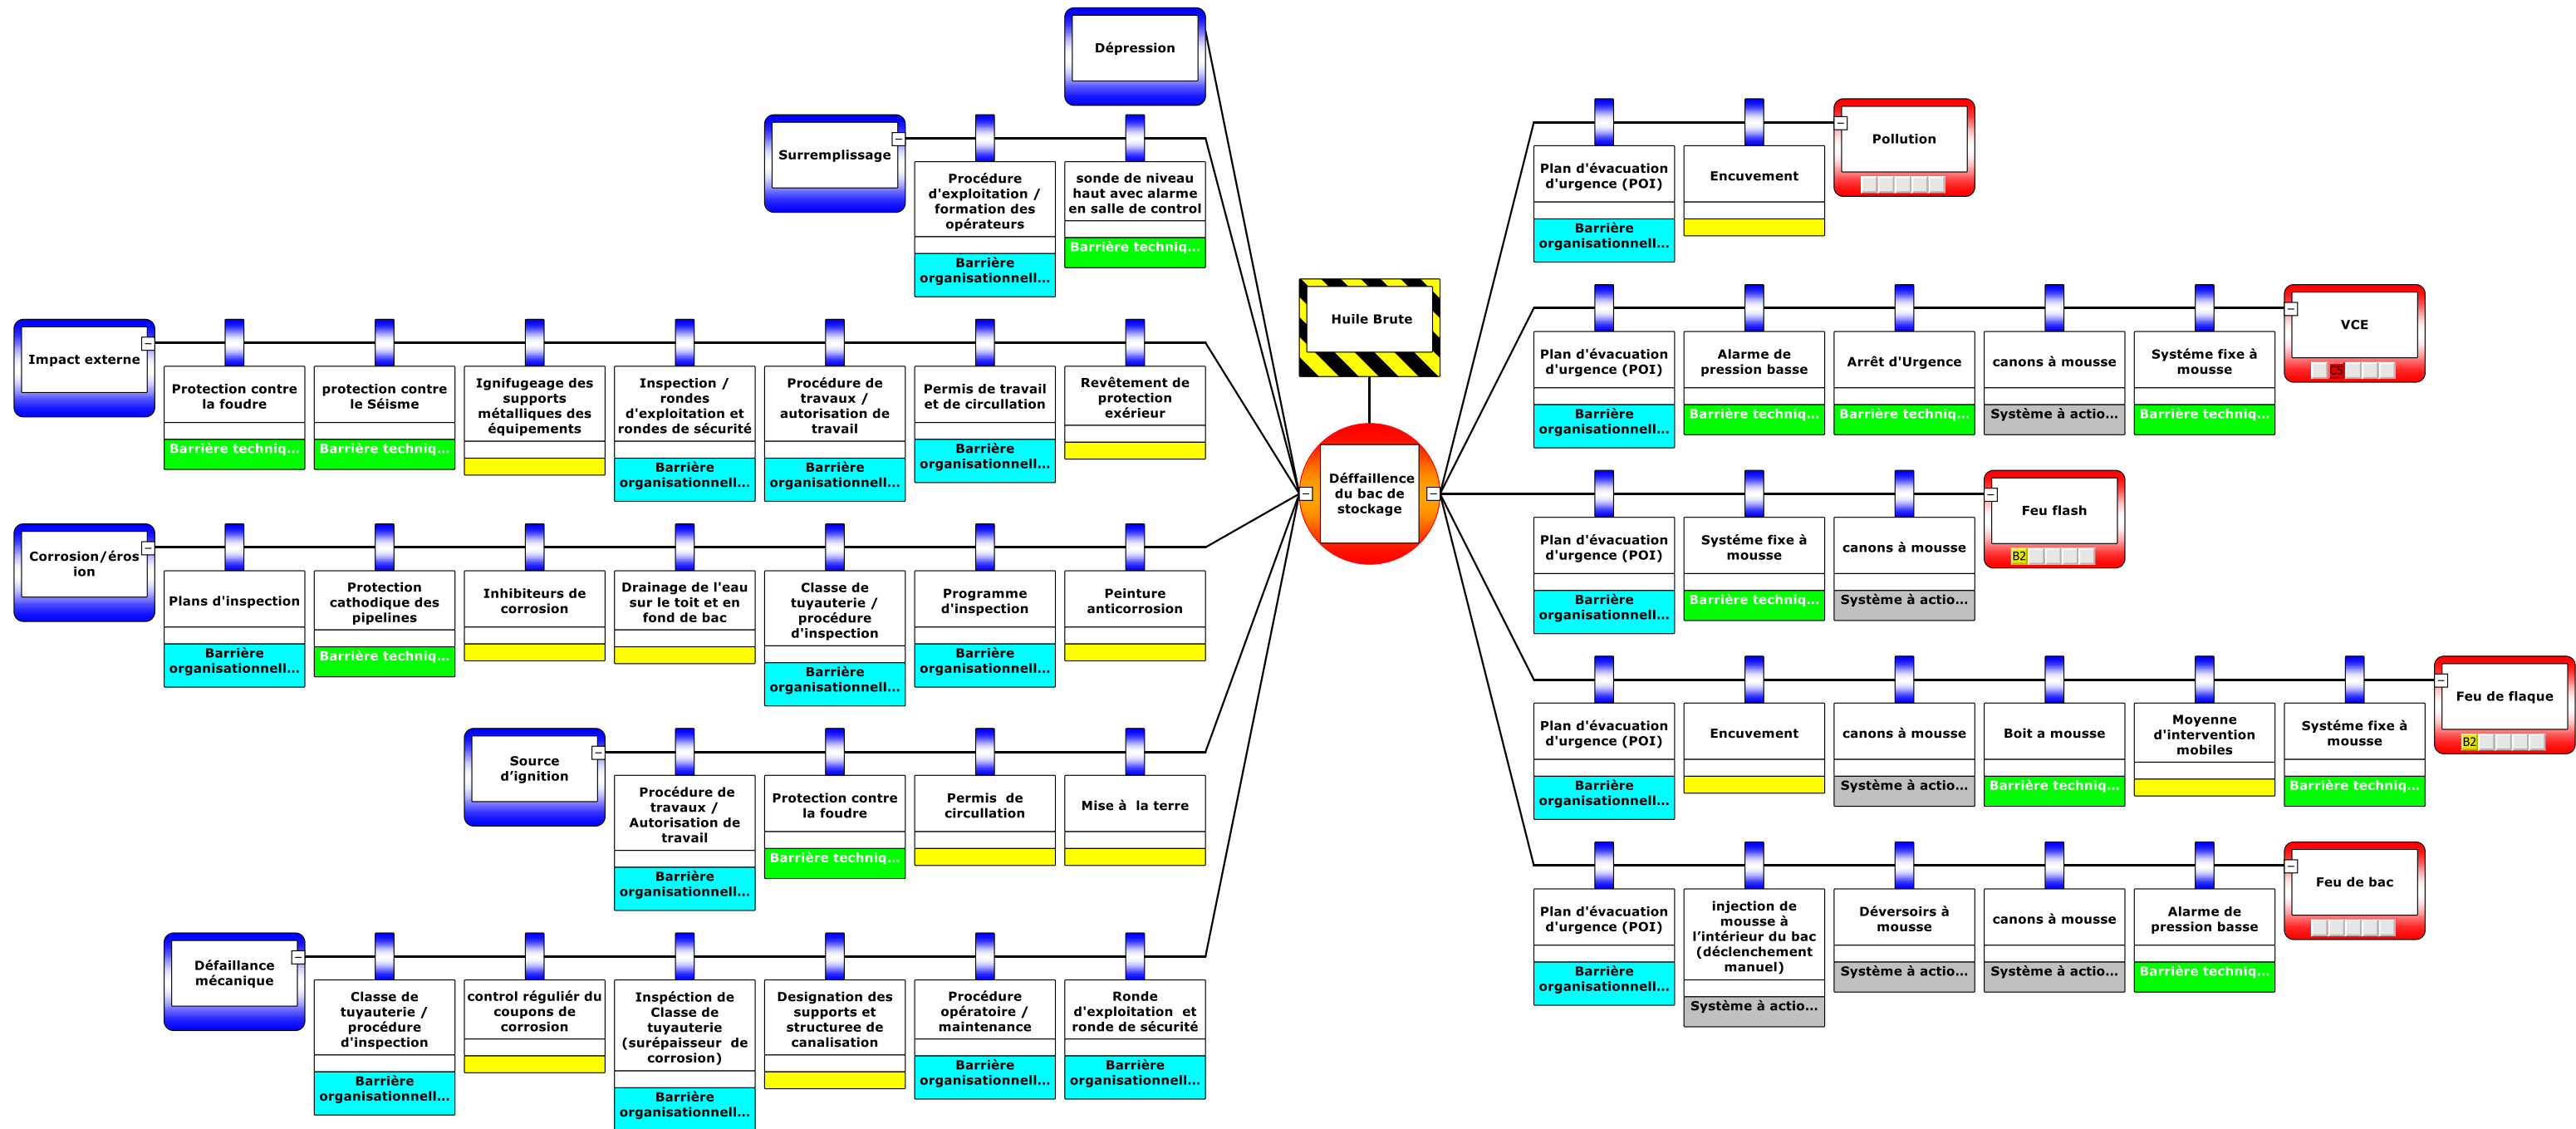 Dépression
Surremplissage
Procédure
d'exploitation /
formation des
opérateurs
Barrière
organisationnell...
sonde de niveau
haut avec alarme
en salle de control
Barrière techniq...
Impact externe
Protection contre
la foudre
Barrière techniq...
protection contre
le Séisme
Barrière techniq...
Ignifugeage des
supports
métalliques des
équipements
Inspection /
rondes
d'exploitation et
rondes de sécurité
Barrière
organisationnell...
Procédure de
travaux /
autorisation de
travail
Barrière
organisationnell...
Permis de travail
et de circullation
Barrière
organisationnell...
Revêtement de
protection
exérieur
Corrosion/éros
ion
Plans d'inspection
Barrière
organisationnell...
Protection
cathodique des
pipelines
Barrière techniq...
Inhibiteurs de
corrosion
Drainage de l'eau
sur le toit et en
fond de bac
Classe de
tuyauterie /
procédure
d'inspection
Barrière
organisationnell...
Programme
d'inspection
Barrière
organisationnell...
Peinture
anticorrosion
Source
d’ignition
Procédure de
travaux /
Autorisation de
travail
Barrière
organisationnell...
Protection contre
la foudre
Barrière techniq...
Permis  de
circullation
Mise à  la terre
Défaillance
mécanique
Classe de
tuyauterie /
procédure
d'inspection
Barrière
organisationnell...
control réguliér du
coupons de
corrosion
Inspéction de
Classe de
tuyauterie
(surépaisseur  de
corrosion)
Barrière
organisationnell...
Designation des
supports et
structuree de
canalisation
Procédure
opératoire /
maintenance
Barrière
organisationnell...
Ronde
d'exploitation  et
ronde de sécurité
Barrière
organisationnell...
Huile Brute
Déffaillence
du bac de
stockage
Plan d'évacuation
d'urgence (POI)
Barrière
organisationnell...
Encuvement
Pollution
Plan d'évacuation
d'urgence (POI)
Barrière
organisationnell...
Alarme de
pression basse
Barrière techniq...
Arrêt d'Urgence
Barrière techniq...
canons à mousse
Système à actio...
Systéme fixe à
mousse
Barrière techniq...
VCE
C5
Plan d'évacuation
d'urgence (POI)
Barrière
organisationnell...
Systéme fixe à
mousse
Barrière techniq...
canons à mousse
Système à actio...
Feu flash
B2
Plan d'évacuation
d'urgence (POI)
Barrière
organisationnell...
Encuvement
canons à mousse
Système à actio...
Boit a mousse
Barrière techniq...
Moyenne
d'intervention
mobiles
Systéme fixe à
mousse
Barrière techniq...
Feu de flaque
B2
Plan d'évacuation
d'urgence (POI)
Barrière
organisationnell...
injection de
mousse à
l’intérieur du bac
(déclenchement
manuel)
Système à actio...
Déversoirs à
mousse
Système à actio...
canons à mousse
Système à actio...
Alarme de
pression basse
Barrière techniq...
Feu de bac